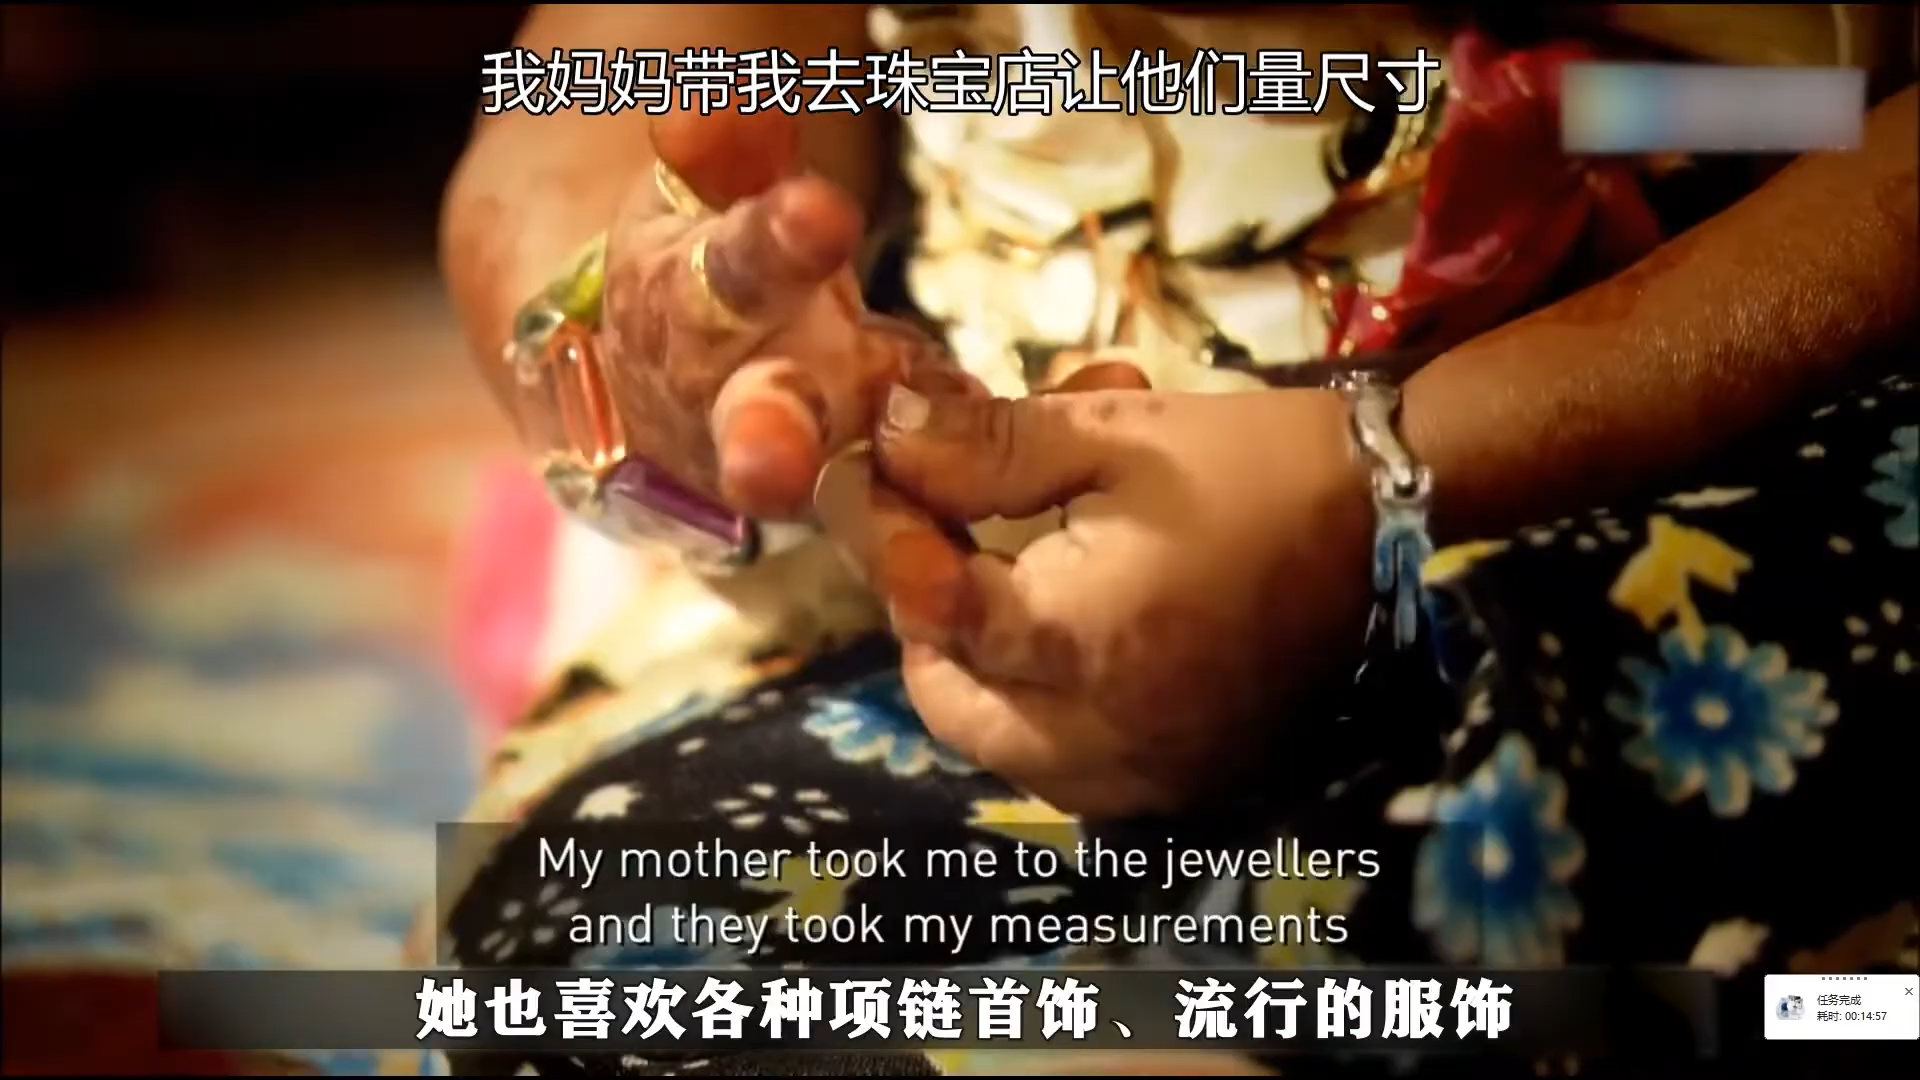 我妈妈带我去珠宝店让他们量尺寸
My mother took me to the jewellers
and they took my measurements
她也喜欢各种项链首饰、流行的服饰
任务完成
耗时: 00:14:57